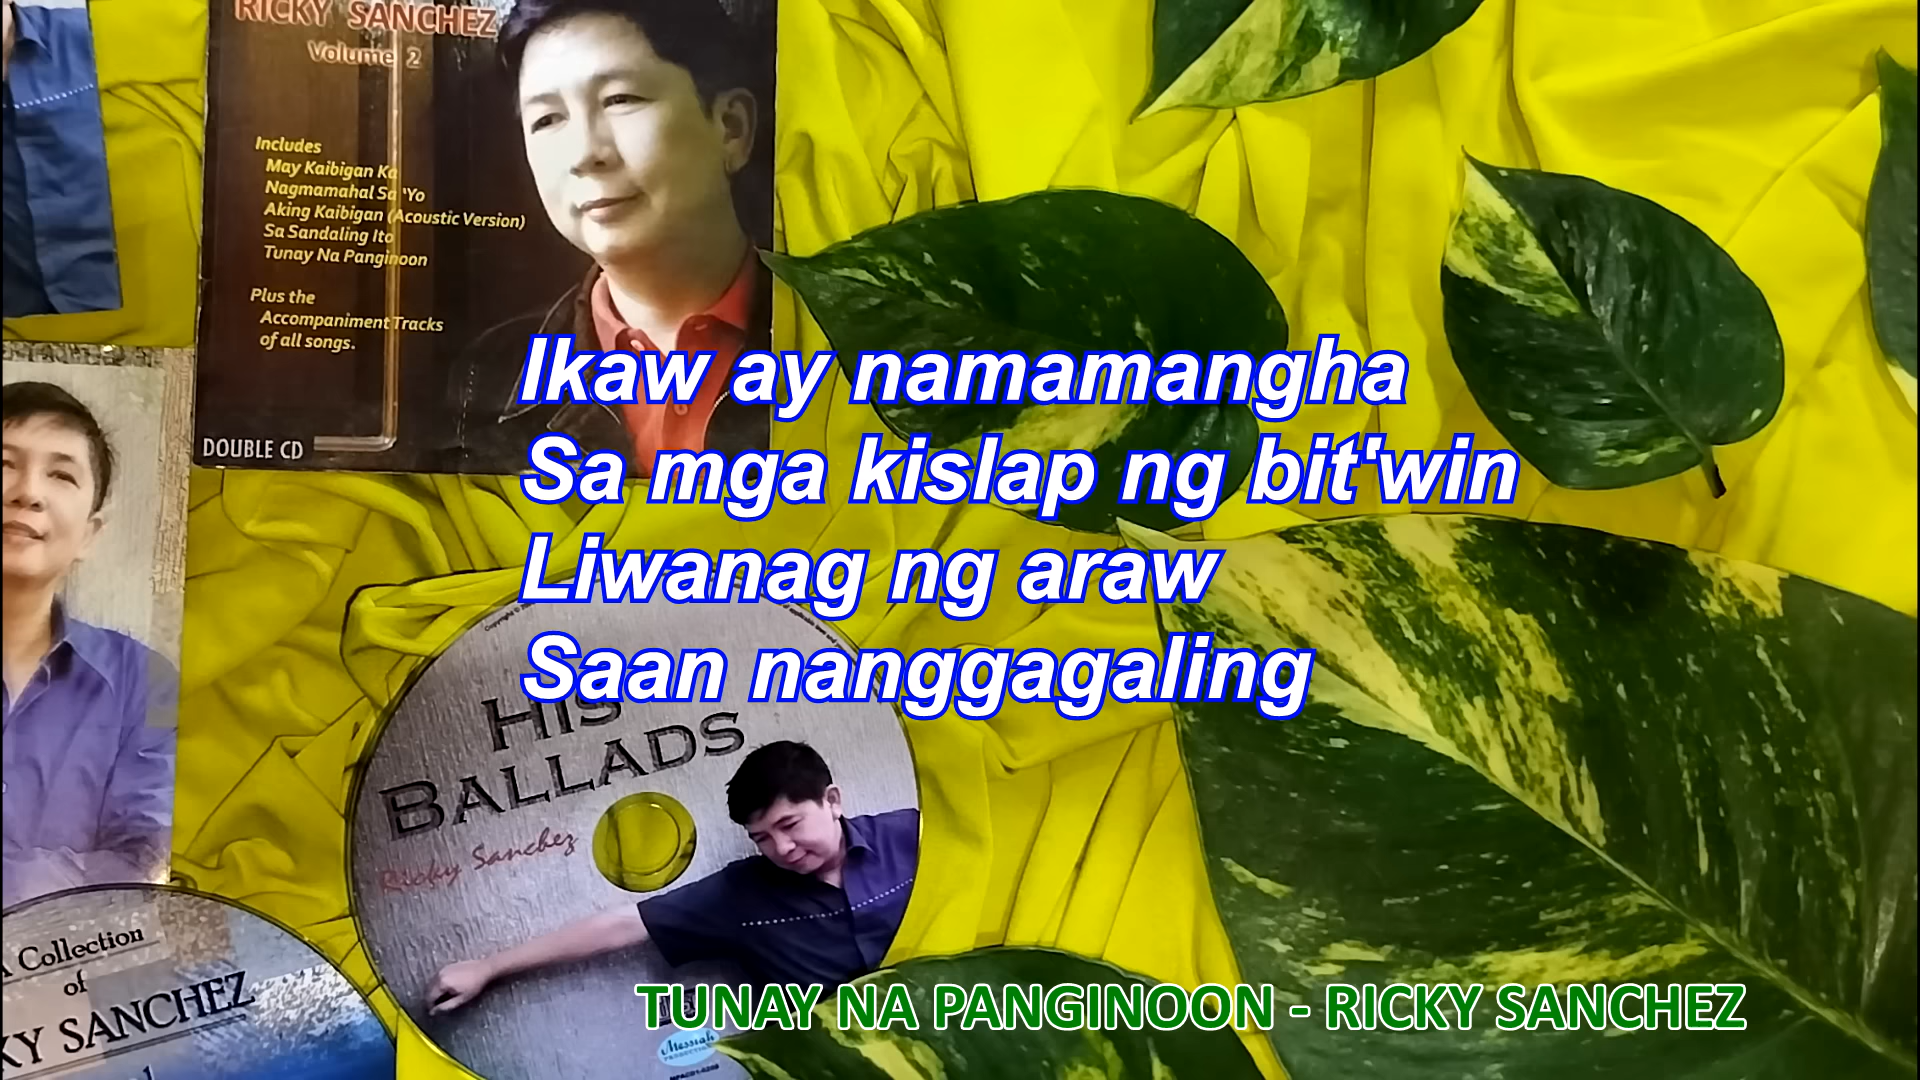 RICKY SANCHEZ
Volume 2
Includes
May Kaibigan Ka
Nagmamahal Sa 'Yo
Aking Kaibigan (Acoustic Version)
Sa Sandaling Ito
Tunay Na Panginoon
Plus the
Accompaniment Tracks
of all songs.
DOUBLE CD
Ikaw ay namamangha
Sa mga kislap ng bit'win
Liwanag ng araw
Saan nanggagaling
HIS
BALLADS
Ricky Sanchez
A Collection
of
KY SANCHEZ
Messiah
TUNAY NA PANGINOON - RICKY SANCHEZ